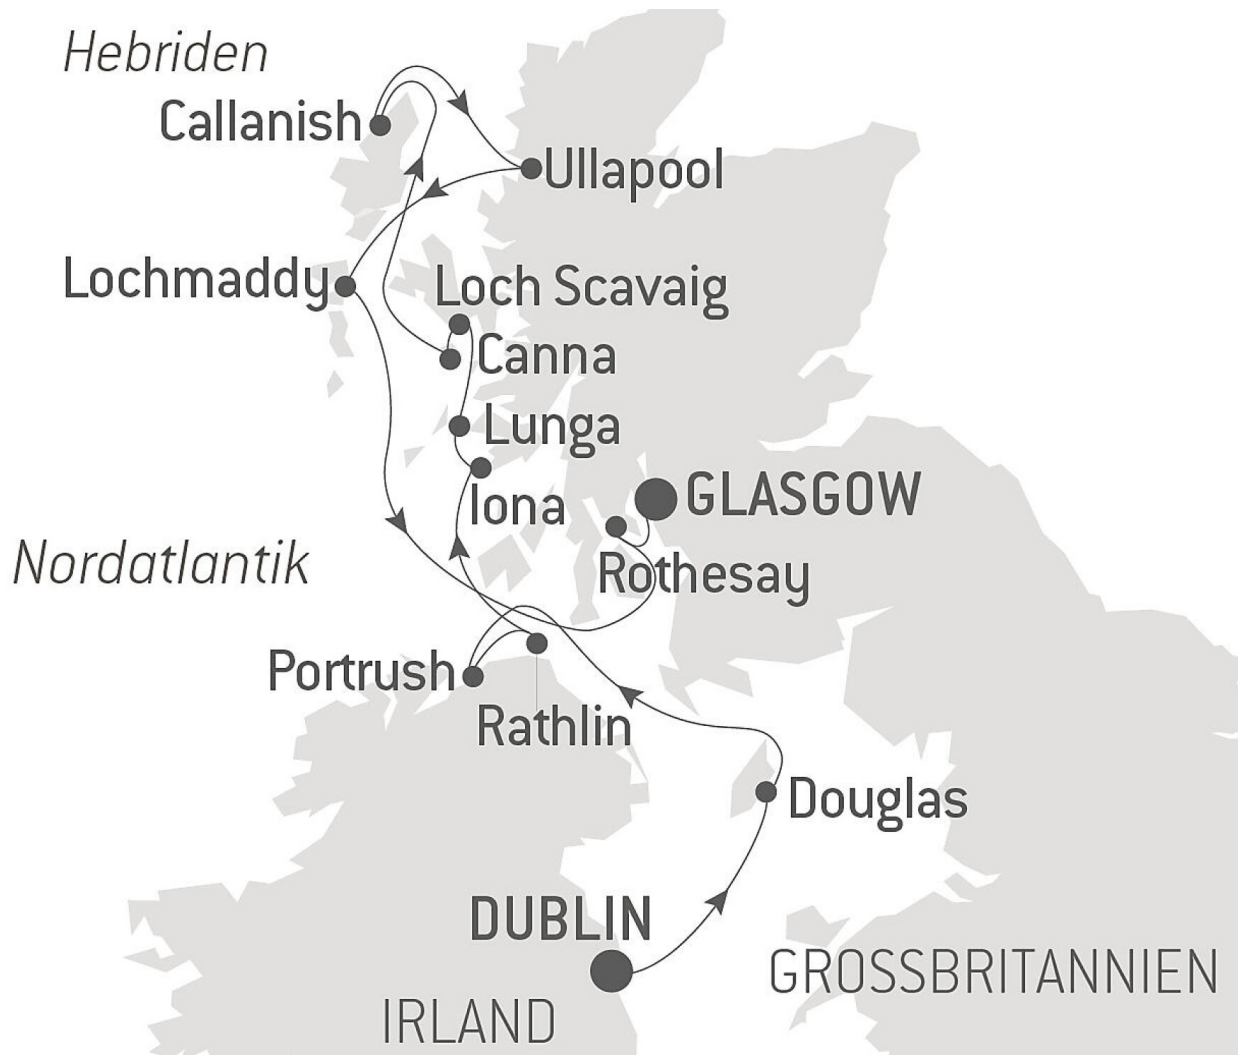 Hebriden
Callanish
Ullapool
Lochmaddy
Loch Scavaig
Canna
Lunga
GLASGOW
Iona
Nordatlantik
Rothesay
Portrush
Rathlin
Douglas
DUBLIN
GROSSBRITANNIEN
IRLAND